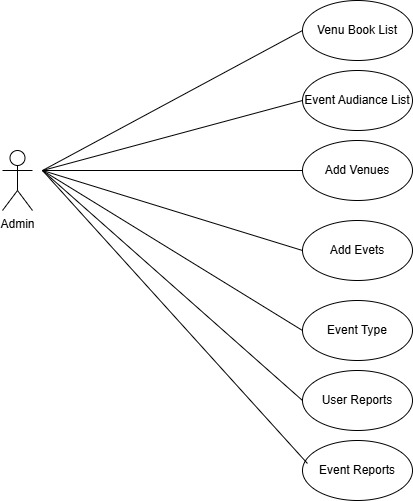 Venu Book List
Event Audiance List
Add Venues
Admin
Add Evets
Event Type
User Reports
Event Reports